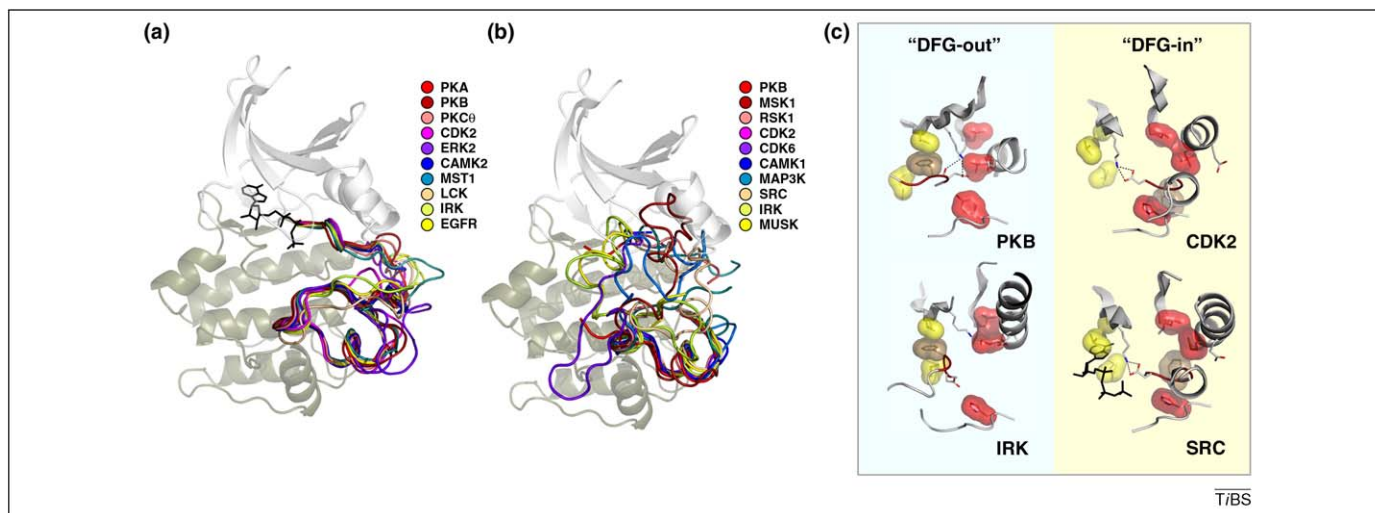 (a)
PKA
PKB
PKCθ
CDK2
ERK2
CAMK2
MST1
LCK
IRK
EGFR
(b)
PKB
MSK1
RSK1
CDK2
CDK6
CAMK1
MAP3K
SRC
IRK
MUSK
(c)
“DFG-out”
“DFG-in”
PKB
CDK2
IRK
SRC
TiBS